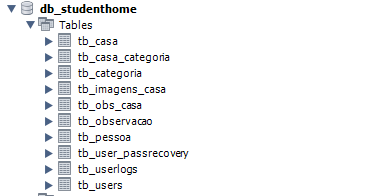 db_studenthome
Tables
tb_casa
tb_casa_categoria
tb_categoria
tb_imagens_casa
tb_obs_casa
tb_observacao
tb_pessoa
tb_user_passrecovery
tb_userlogs
tb_users